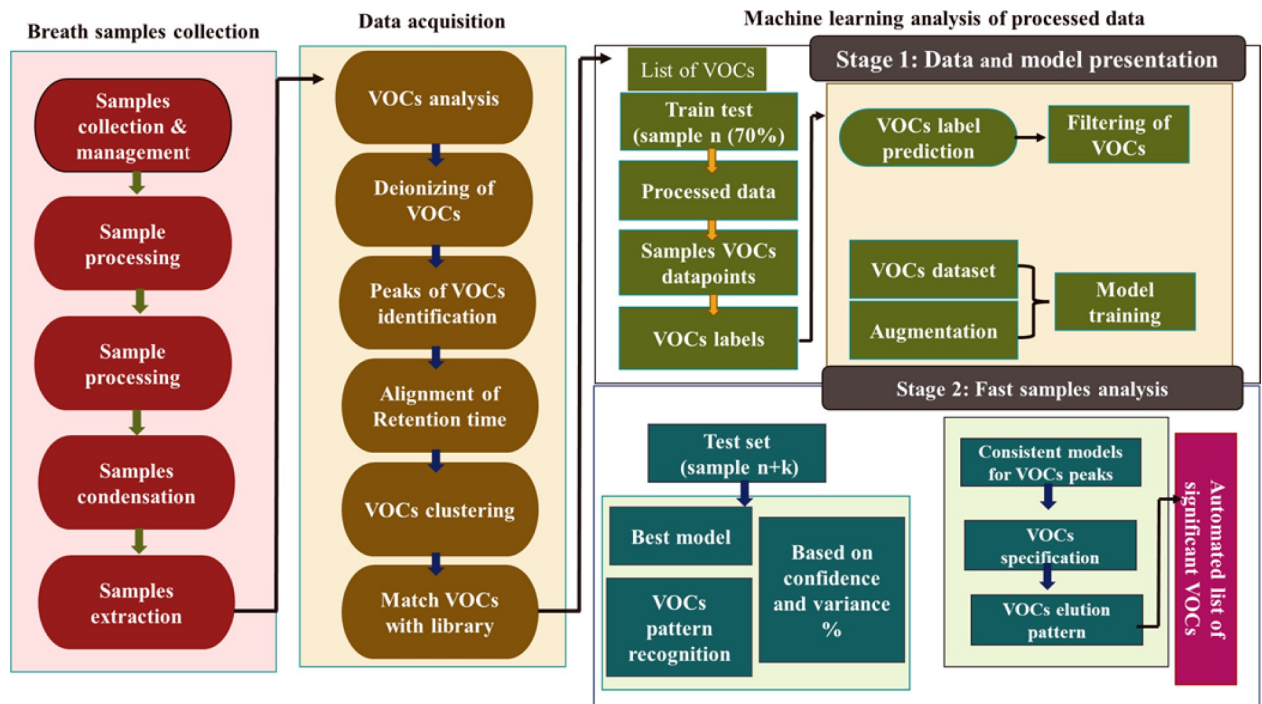 Breath samples collection
Samples
collection &
management
Sample
processing
Sample
processing
Samples
condensation
Samples
extraction
Data acquisition
VOCs analysis
Deionizing of
VOCs
Peaks of VOCs
identification
Alignment of
Retention time
VOCs clustering
Match VOCs
with library
Machine learning analysis of processed data
List of VOCs
Train test
(sample n (70%)
Processed data
Samples VOCs
datapoints
VOCs labels
Stage 1: Data and model presentation
VOCs label
prediction
Filtering of
VOCs
VOCs dataset
Augmentation
Model
training
Stage 2: Fast samples analysis
Test set
(sample n+k)
Best model
VOCs
pattern
recognition
Based on
confidence
and variance
%
Consistent models
for VOCs peaks
VOCs
specification
VOCs elution
pattern
Automated list of
significant VOCs